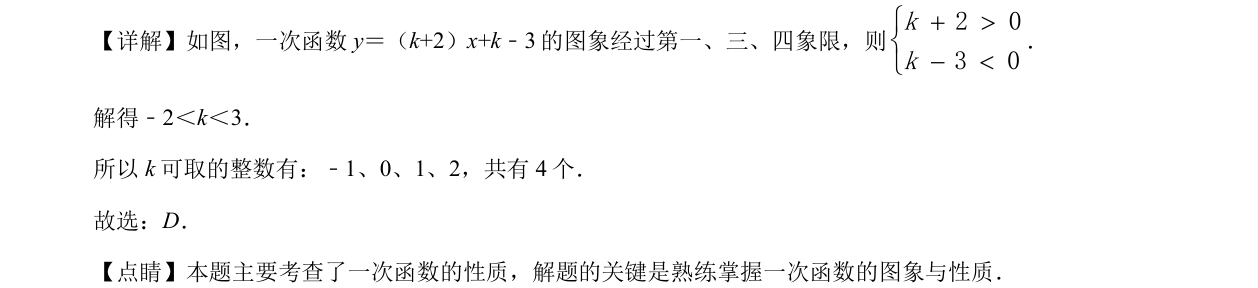 【详解】如图，一次函数 y＝（k+2）x+k﹣3 的图象经过第一、三、四象限，则{k + 2 > 0 k − 3 < 0．
解得﹣2＜k＜3．
所以 k 可取的整数有：﹣1、0、1、2，共有 4 个．
故选：D．
【点睛】本题主要考查了一次函数的性质，解题的关键是熟练掌握一次函数的图象与性质．